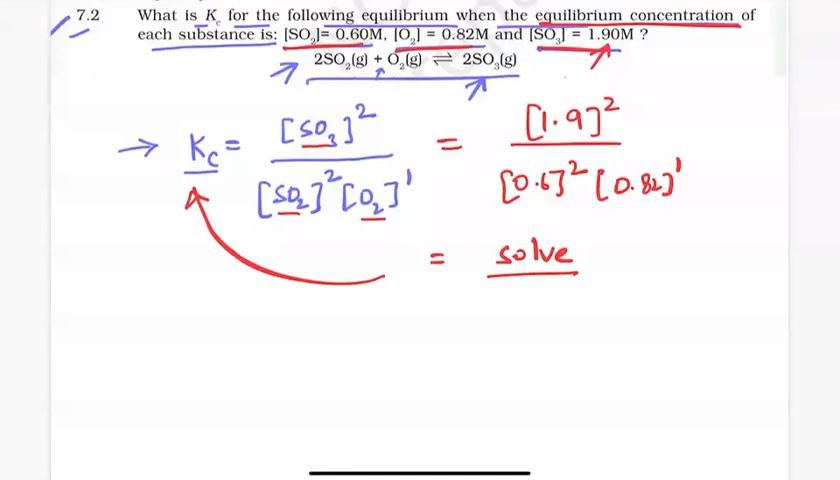 7.2 What is Kc for the following equilibrium when the equilibrium concentration of
each substance is: [SO₂]= 0.60M, [O₂] = 0.82M and [SO₃] = 1.90M ?
2SO₂(g) + O₂(g) ⇌ 2SO₃(g)
→ Kc = [SO₃]² / [SO₂]² [O₂]¹ = [1.9]² / [0.6]² [0.82]¹
= solve